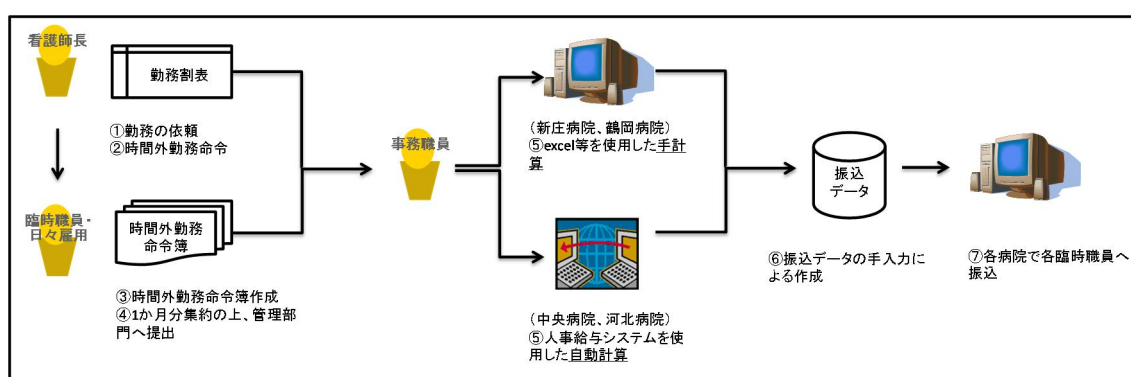 看護師長
勤務割表
①勤務の依頼
②時間外勤務命令
臨時職員・
日々雇用
時間外勤務
命令簿
③時間外勤務命令簿作成
④1か月分集約の上、管理部
門へ提出
事務職員
（新庄病院、鶴岡病院）
⑤excel等を使用した手計
算
（中央病院、河北病院）
⑤人事給与システムを使
用した自動計算
振込
データ
⑥振込データの手入力に
よる作成
⑦各病院で各臨時職員へ
振込